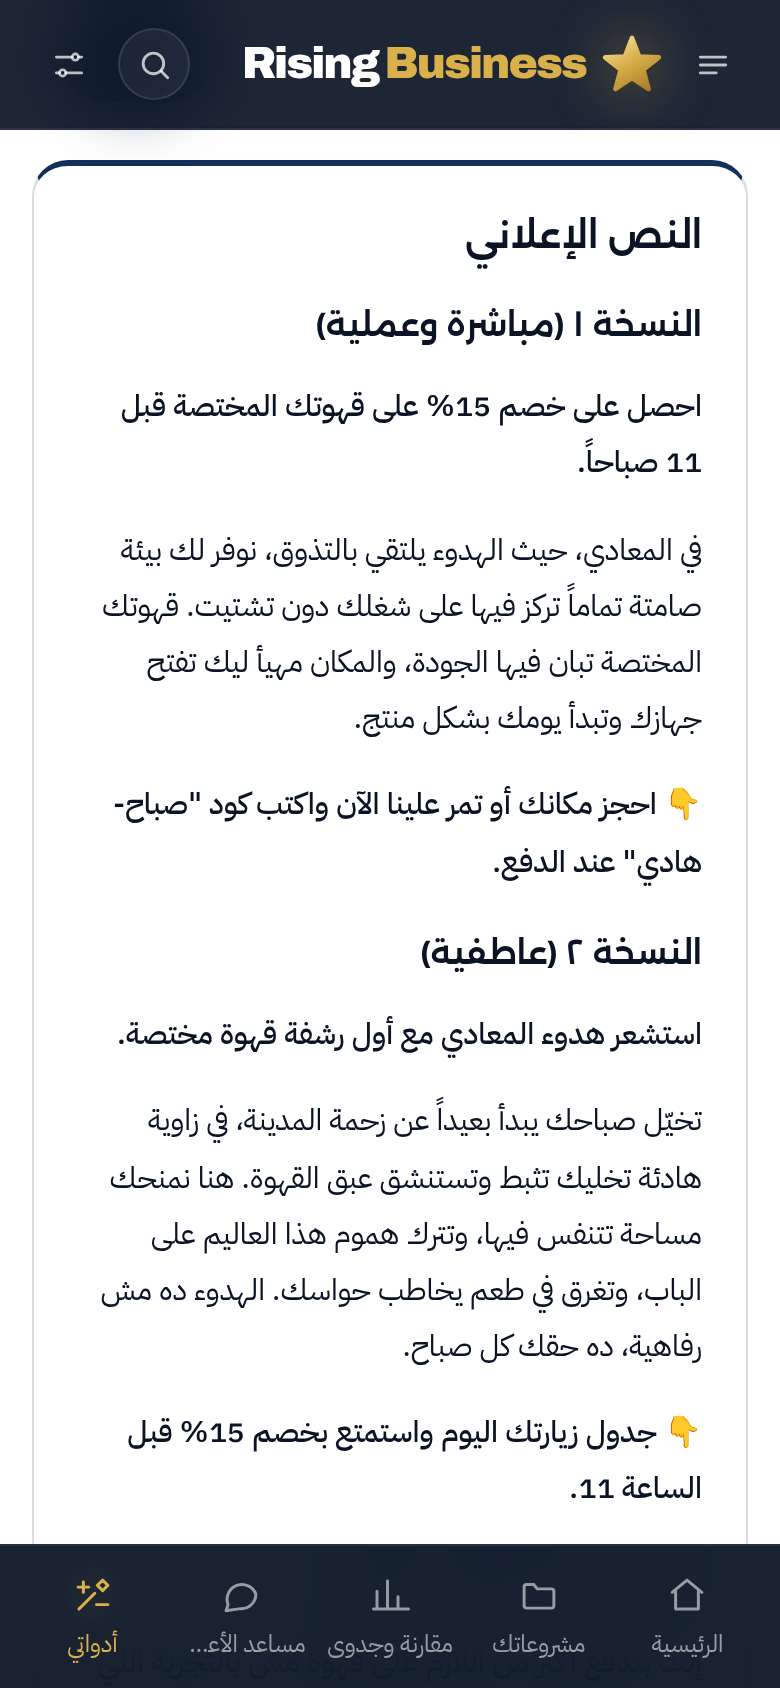 Rising Business
النص الإعلاني
النسخة ١ (مباشرة وعملية)
احصل على خصم 15% على قهوتك المختصة قبل
11 صباحاً.
في المعادي، حيث الهدوء يلتقي بالتذوق، نوفر لك بيئة
صامتة تماماً تركز فيها على شغلك دون تشتيت. قهوتك
المختصة تبان فيها الجودة، والمكان مهيأ ليك تفتح
جهازك وتبدأ يومك بشكل منتج.
👇 احجز مكانك أو تمر علينا الآن واكتب كود "صباح-
هادي" عند الدفع.
النسخة ٢ (عاطفية)
استشعر هدوء المعادي مع أول رشفة قهوة مختصة.
تخيّل صباحك يبدأ بعيداً عن زحمة المدينة، في زاوية
هادئة تخليك تثبط وتستنشق عبق القهوة. هنا نمنحك
مساحة تتنفس فيها، وتترك هموم هذا العاليم على
الباب، وتغرق في طعم يخاطب حواسك. الهدوء ده مش
رفاهية، ده حقك كل صباح.
👇 جدول زيارتك اليوم واستمتع بخصم 15% قبل
الساعة 11.
الرئيسية
مشروعاتك
مقارنة وجدوى
مساعد الأع...
أدواتي